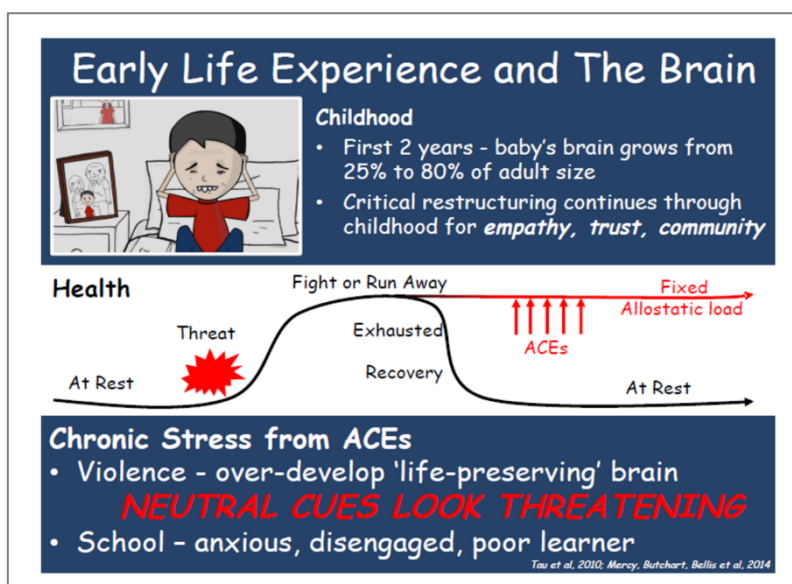 Early Life Experience and The Brain
Childhood
• First 2 years - baby's brain grows from
25% to 80% of adult size
• Critical restructuring continues through
childhood for empathy, trust, community
Health
Fight or Run Away
Fixed
Allostatic load
Threat
Exhausted
ACEs
Recovery
At Rest
At Rest
Chronic Stress from ACEs
• Violence - over-develop 'life-preserving' brain
NEUTRAL CUES LOOK THREATENING
• School – anxious, disengaged, poor learner
Tau et al, 2010; Mercy, Butchart, Bellis et al, 2014